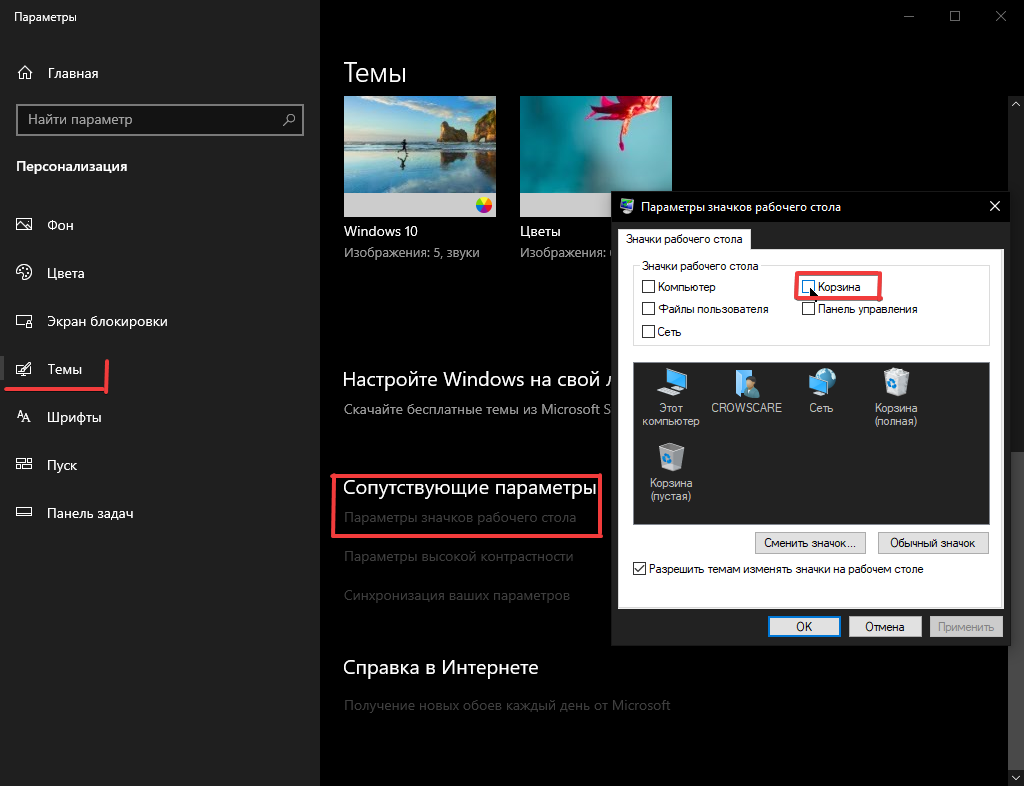 Параметры
Главная
Найти параметр
Персонализация
Фон
Цвета
Экран блокировки
Темы
Шрифты
Пуск
Панель задач
Темы
Windows 10
Изображения: 5, звуки
Цветы
Изображения:
Настройте Windows на свой
Скачайте бесплатные темы из Microsoft S
Сопутствующие параметры
Параметры значков рабочего стола
Параметры высокой контрастности
Синхронизация ваших параметров
Справка в Интернете
Получение новых обоев каждый день от Microsoft
Параметры значков рабочего стола
Значки рабочего стола
Значки рабочего стола
Компьютер
Корзина
Файлы пользователя
Панель управления
Сеть
Этот
компьютер
CROWSCARE
Сеть
Корзина
(полная)
Корзина
(пустая)
Сменить значок...
Обычный значок
Разрешить темам изменять значки на рабочем столе
OK
Отмена
Применить